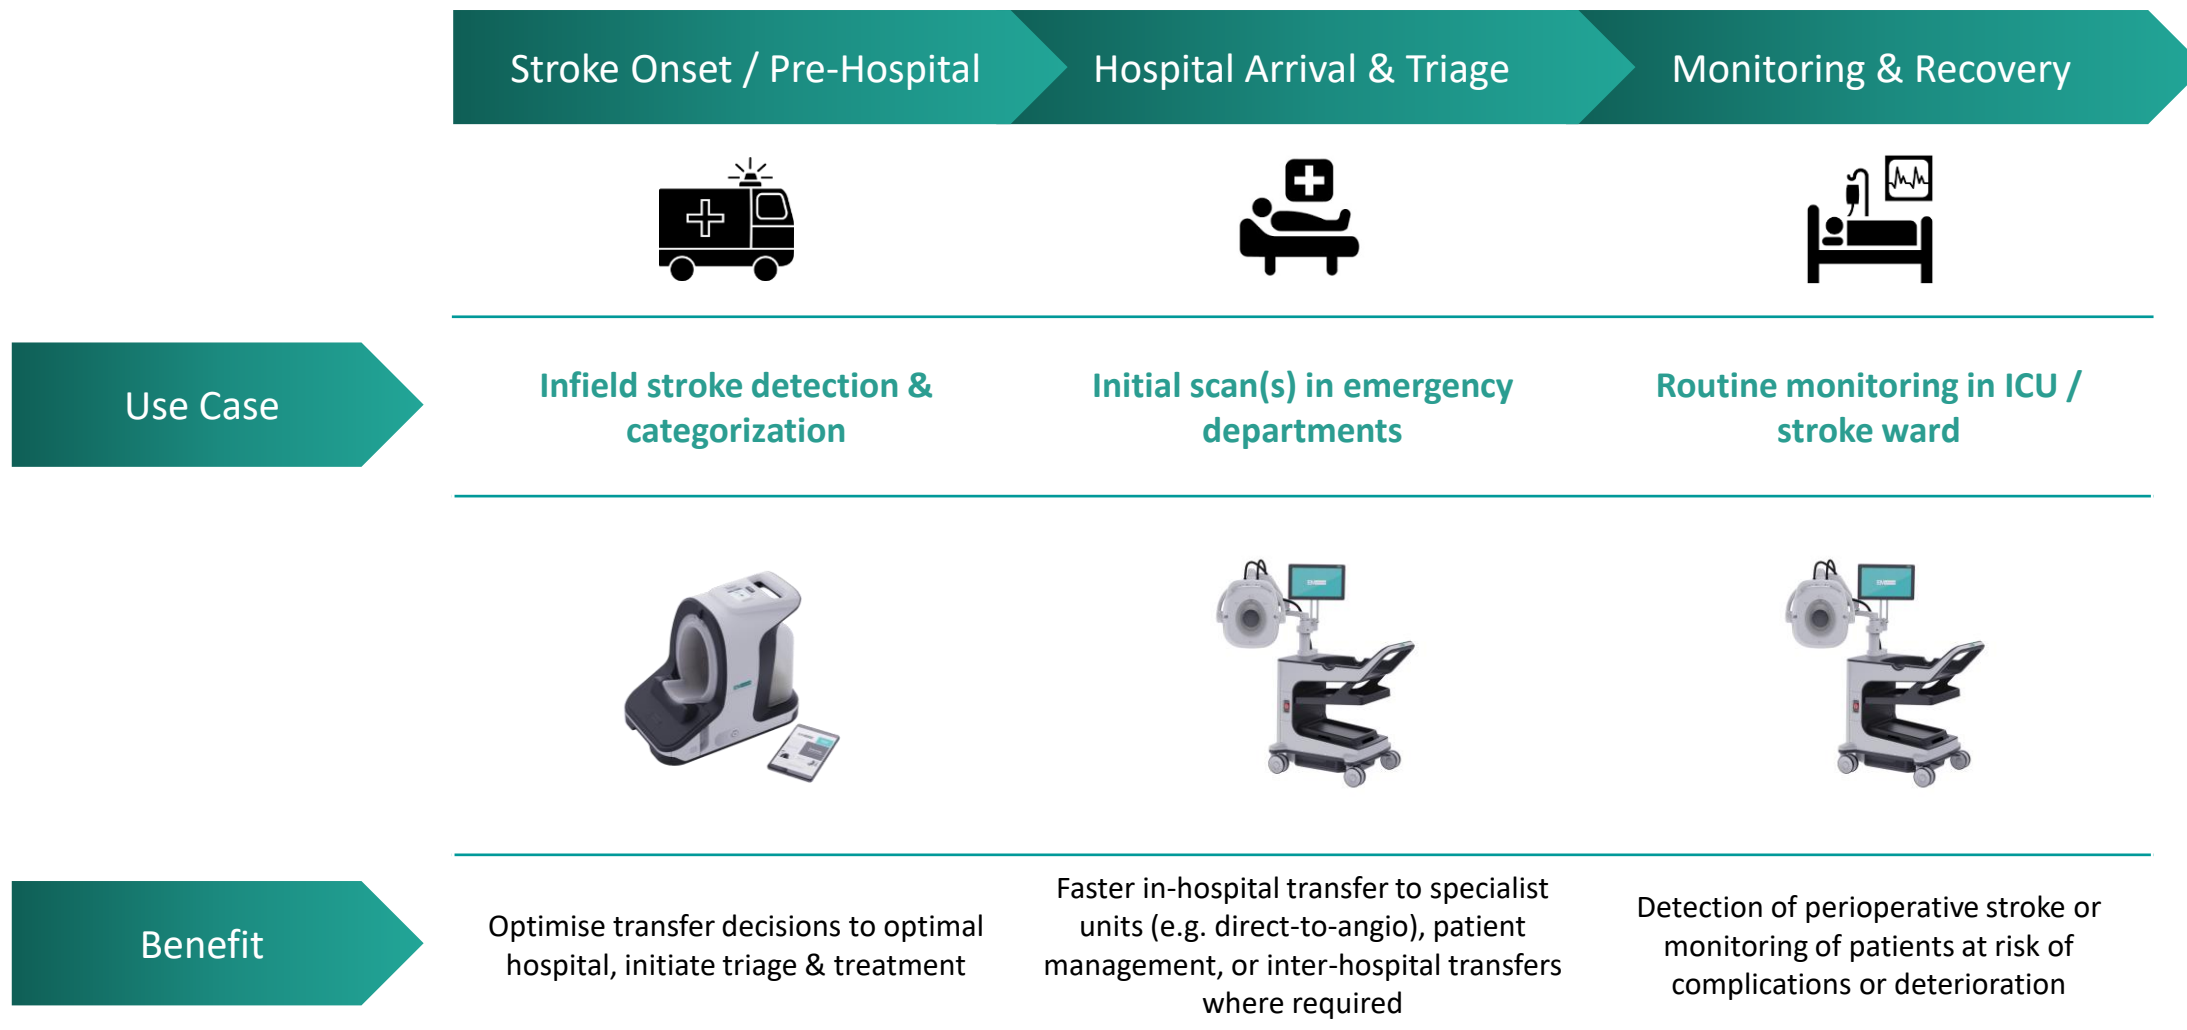 Stroke Onset / Pre-Hospital
Hospital Arrival & Triage
Monitoring & Recovery
Use Case
Infield stroke detection &
categorization
Initial scan(s) in emergency
departments
Routine monitoring in ICU /
stroke ward
Benefit
Optimise transfer decisions to optimal
hospital, initiate triage & treatment
Faster in-hospital transfer to specialist
units (e.g. direct-to-angio), patient
management, or inter-hospital transfers
where required
Detection of perioperative stroke or
monitoring of patients at risk of
complications or deterioration